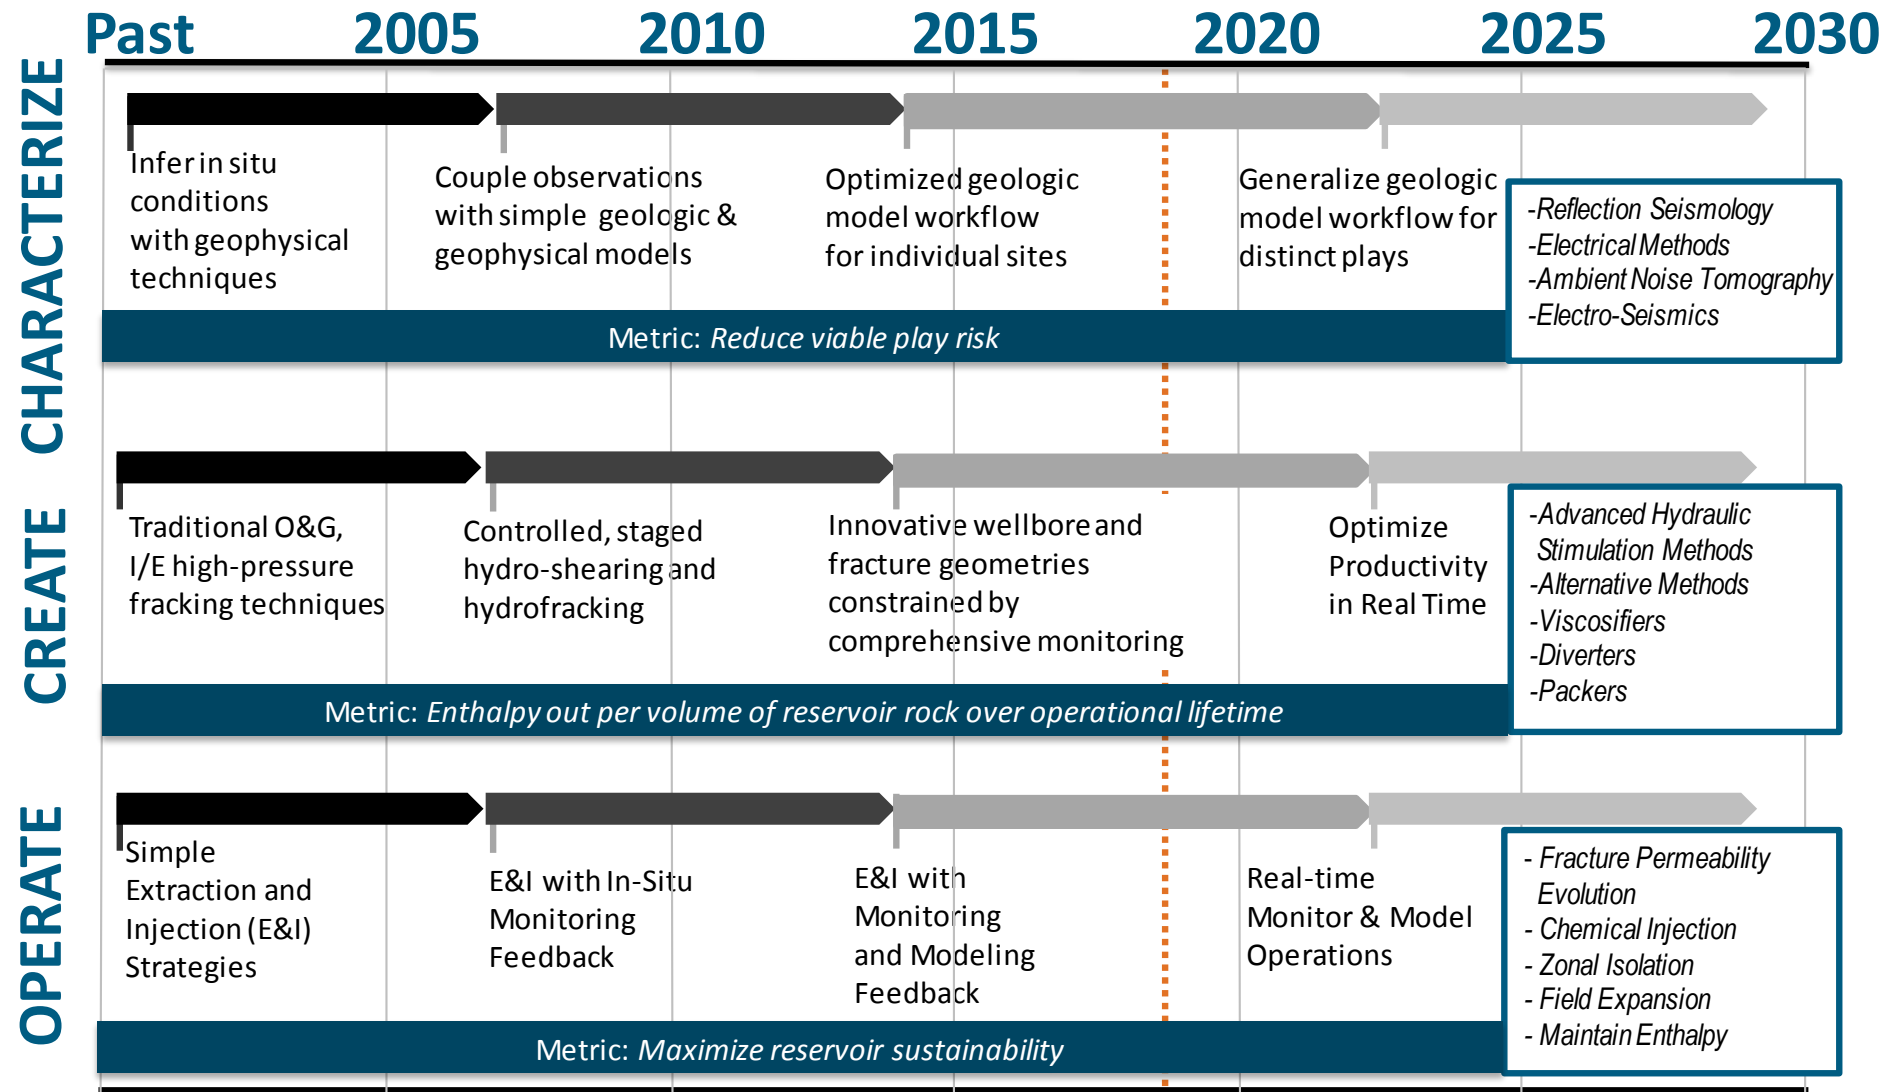 Past 2005 2010 2015 2020 2025 2030
CHARACTERIZE
Infer in situ
conditions
with geophysical
techniques
Couple observations
with simple geologic &
geophysical models
Optimized geologic
model workflow
for individual sites
Generalize geologic
model workflow for
distinct plays
-Reflection Seismology
-Electrical Methods
-Ambient Noise Tomography
-Electro-Seismics
Metric: Reduce viable play risk
CREATE
Traditional O&G,
I/E high-pressure
fracking techniques
Controlled, staged
hydro-shearing and
hydrofracking
Innovative wellbore and
fracture geometries
constrained by
comprehensive monitoring
Optimize
Productivity
in Real Time
-Advanced Hydraulic
Stimulation Methods
-Alternative Methods
-Viscosifiers
-Diverters
-Packers
Metric: Enthalpy out per volume of reservoir rock over operational lifetime
OPERATE
Simple
Extraction and
Injection (E&I)
Strategies
E&I with In-Situ
Monitoring
Feedback
E&I with
Monitoring
and Modeling
Feedback
Real-time
Monitor & Model
Operations
- Fracture Permeability
Evolution
- Chemical Injection
- Zonal Isolation
- Field Expansion
- Maintain Enthalpy
Metric: Maximize reservoir sustainability